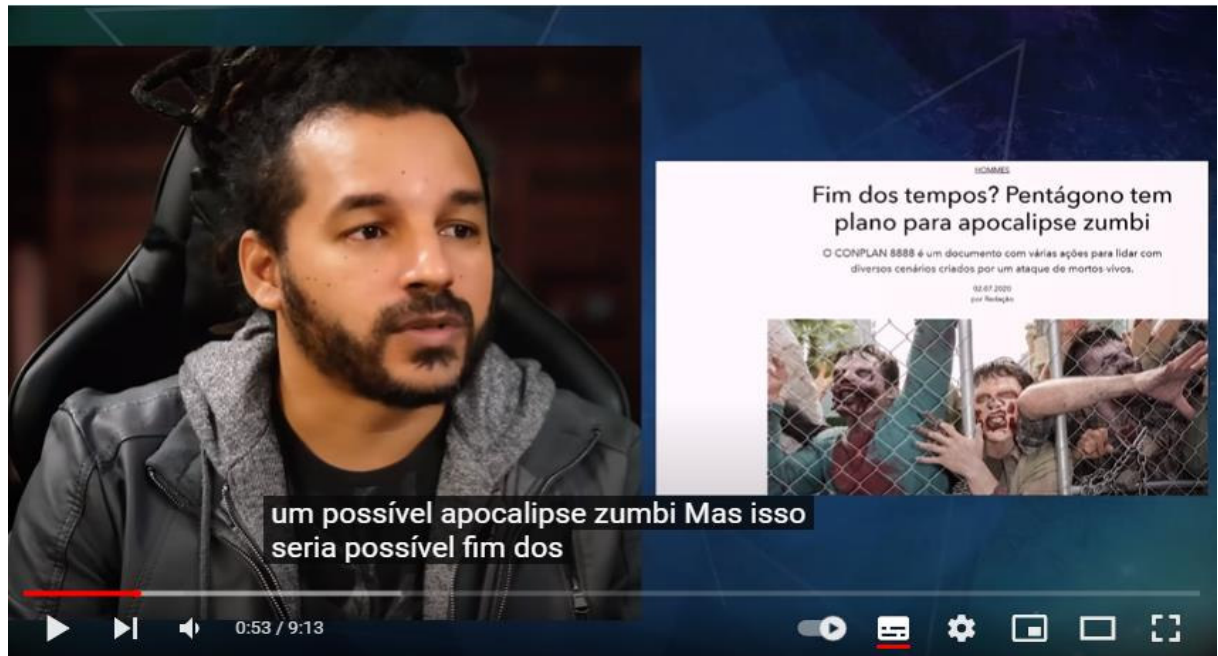 HOMMES
Fim dos tempos? Pentágono tem
plano para apocalipse zumbi
O CONPLAN 8888 é um documento com várias ações para lidar com
diversos cenários criados por um ataque de mortos-vivos.
02.07.2020
por Redação
um possível apocalipse zumbi Mas isso
seria possível fim dos
0:53 / 9:13